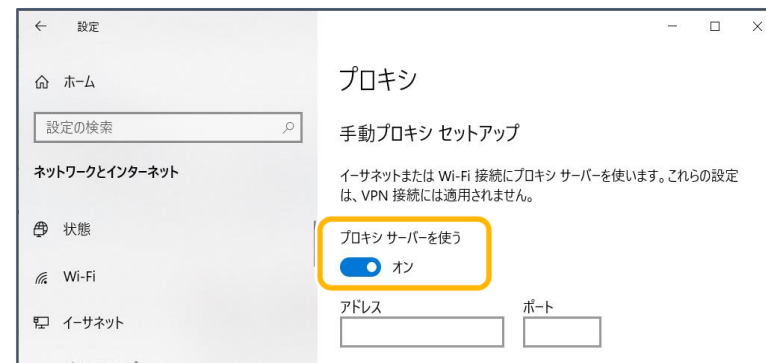 設定
ホーム
設定の検索
ネットワークとインターネット
状態
Wi-Fi
イーサネット
プロキシ
手動プロキシ セットアップ
イーサネットまたは Wi-Fi 接続にプロキシ サーバーを使います。これらの設定
は、VPN 接続には適用されません。
プロキシ サーバーを使う
オン
アドレス ポート